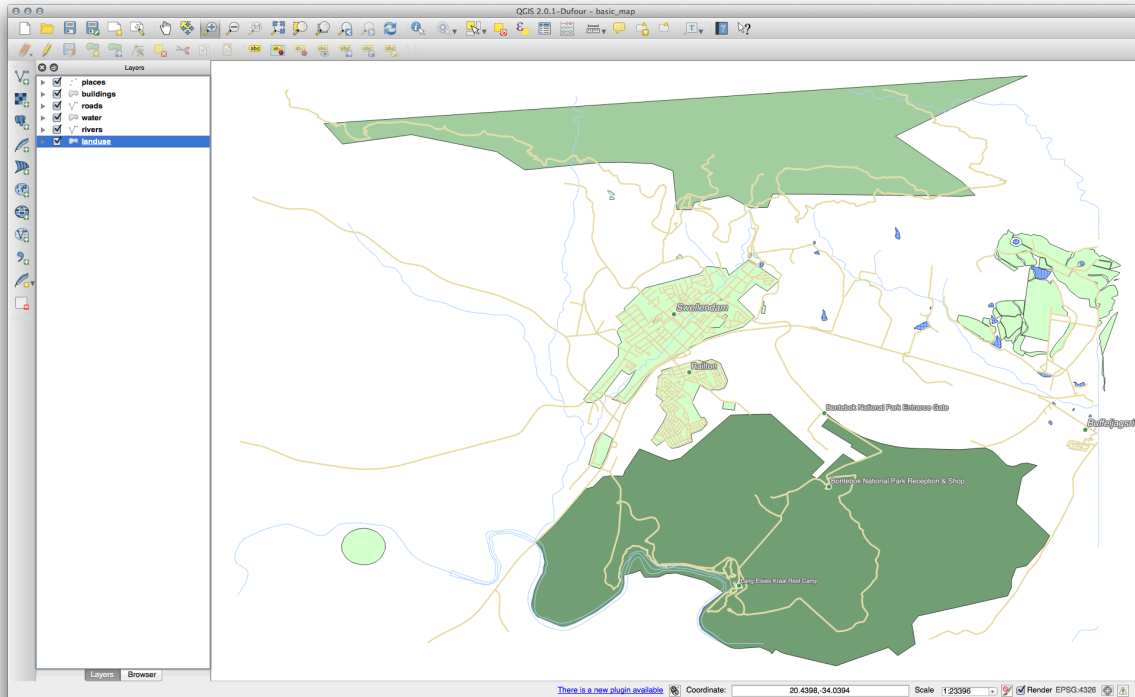 QGIS 2.0.1-Dufour - basic_map
Layers
places
buildings
roads
water
rivers
landuse
Swellendam
Railton
Bontebok National Park Entrance Gate
Buffeljagsri
Bontebok National Park Reception & Shop
Lang Elsies Kraal Rest Camp
Layers Browser
There is a new plugin available Coordinate: 20.4398,-34.0394 Scale 1:23396 Render EPSG:4326